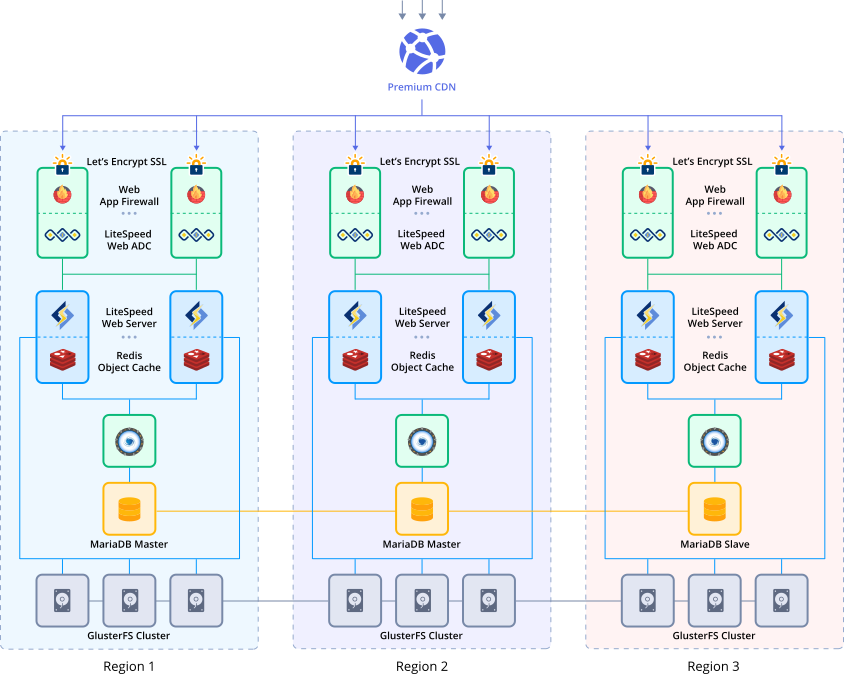 Premium CDN
Let's Encrypt SSL
Web
App Firewall
LiteSpeed
Web ADC
LiteSpeed
Web Server
Redis
Object Cache
MariaDB Master
GlusterFS Cluster
Region 1
Let's Encrypt SSL
Web
App Firewall
LiteSpeed
Web ADC
LiteSpeed
Web Server
Redis
Object Cache
MariaDB Master
GlusterFS Cluster
Region 2
Let's Encrypt SSL
Web
App Firewall
LiteSpeed
Web ADC
LiteSpeed
Web Server
Redis
Object Cache
MariaDB Slave
GlusterFS Cluster
Region 3